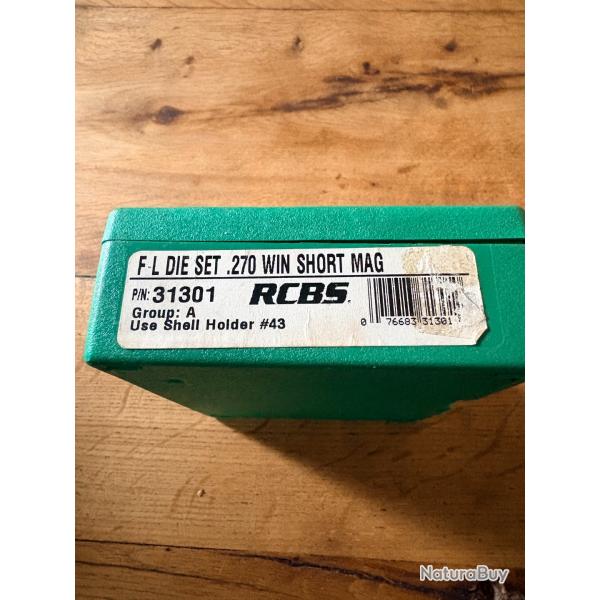 F-L DIE SET .270 WIN SHORT MAG
P/N: 31301 RCBS.
Group: A
Use Shell Holder #43
0 76683 31301
NaturaBuy